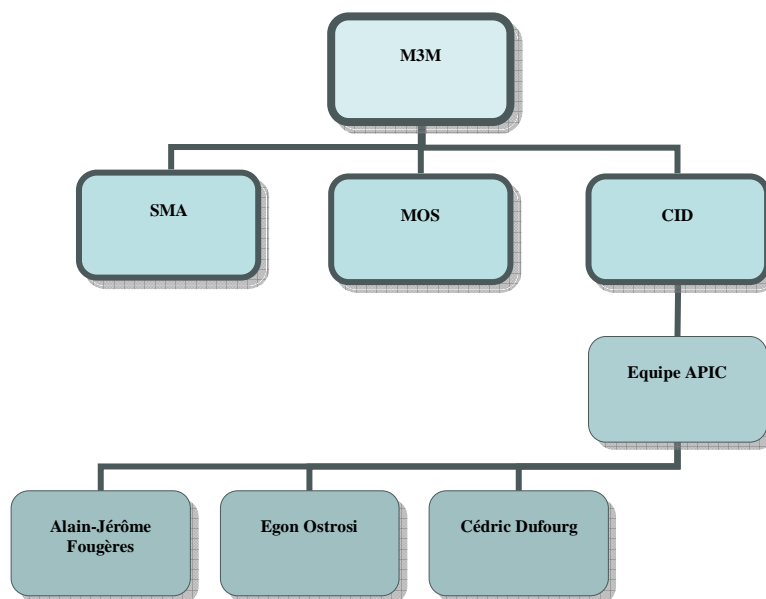 M3M
SMA
MOS
CID
Equipe APIC
Alain-Jérôme
Fougères
Egon Ostrosi
Cédric Dufourg